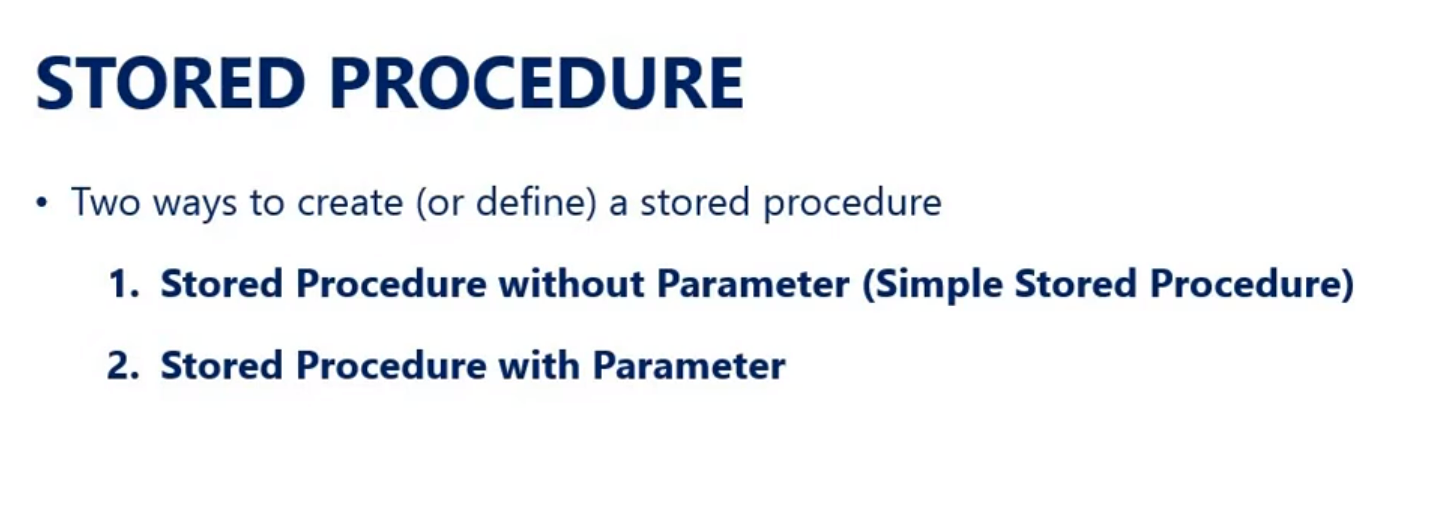 STORED PROCEDURE
• Two ways to create (or define) a stored procedure
1. Stored Procedure without Parameter (Simple Stored Procedure)
2. Stored Procedure with Parameter